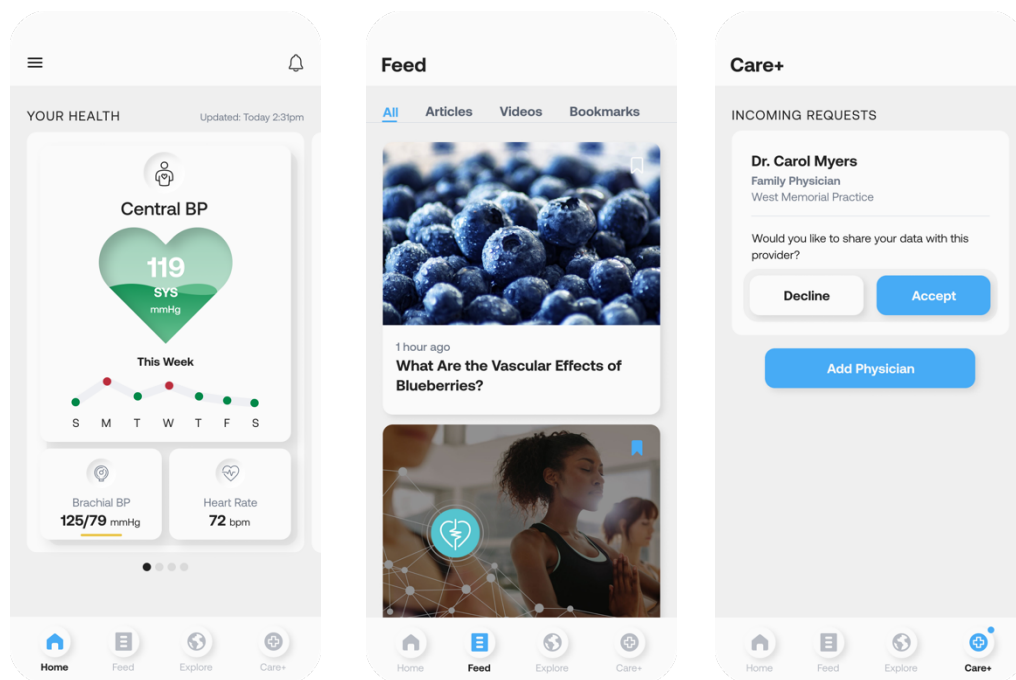 YOUR HEALTH
Updated: Today 2:31pm
Central BP
119
SYS
mmHg
This Week
S M T W T F S
Brachial BP
125/79 mmHg
Heart Rate
72 bpm
Home
Feed
Explore
Care+
Feed
All
Articles
Videos
Bookmarks
1 hour ago
What Are the Vascular Effects of
Blueberries?
Home
Feed
Explore
Care+
Care+
INCOMING REQUESTS
Dr. Carol Myers
Family Physician
West Memorial Practice
Would you like to share your data with this
provider?
Decline
Accept
Add Physician
Home
Feed
Explore
Care+